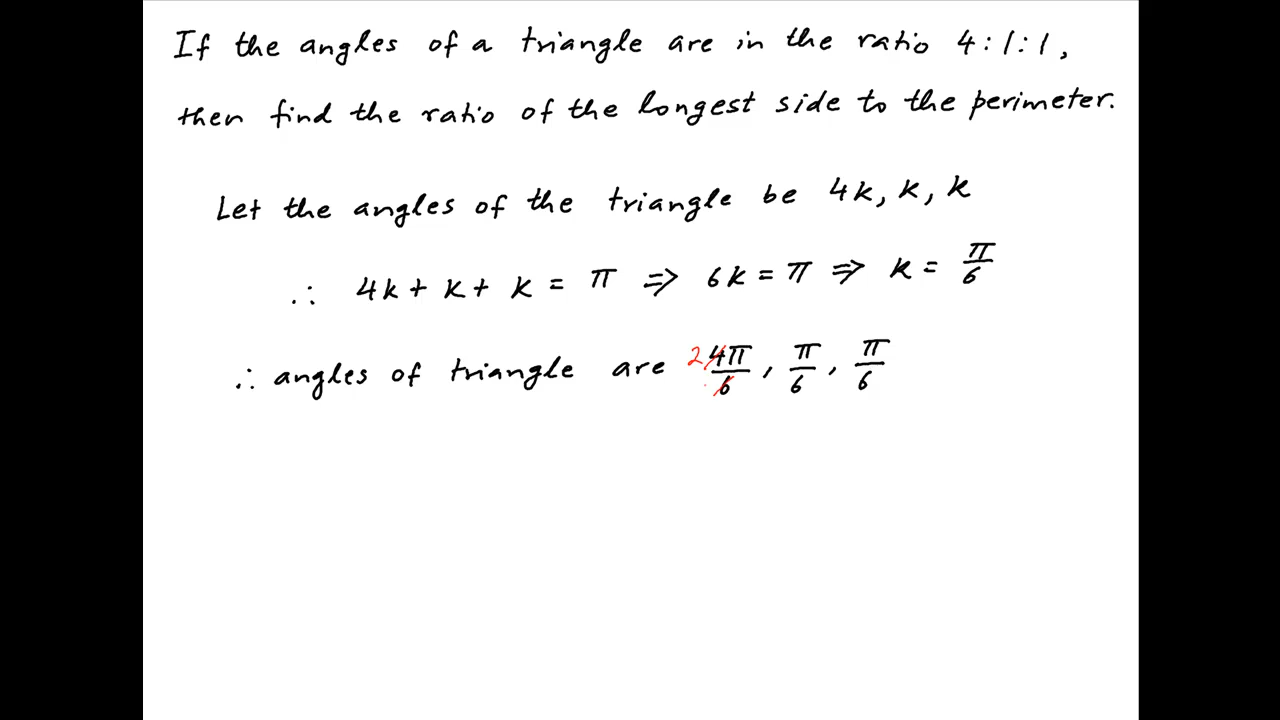 If the angles of a triangle are in the ratio 4 : 1 : 1,
then find the ratio of the longest side to the perimeter.
Let the angles of the triangle be 4k, k, k
∴ 4k + k + k = π ⇒ 6k = π ⇒ k = π/6
∴ angles of triangle are 2 4π/6, π/6, π/6